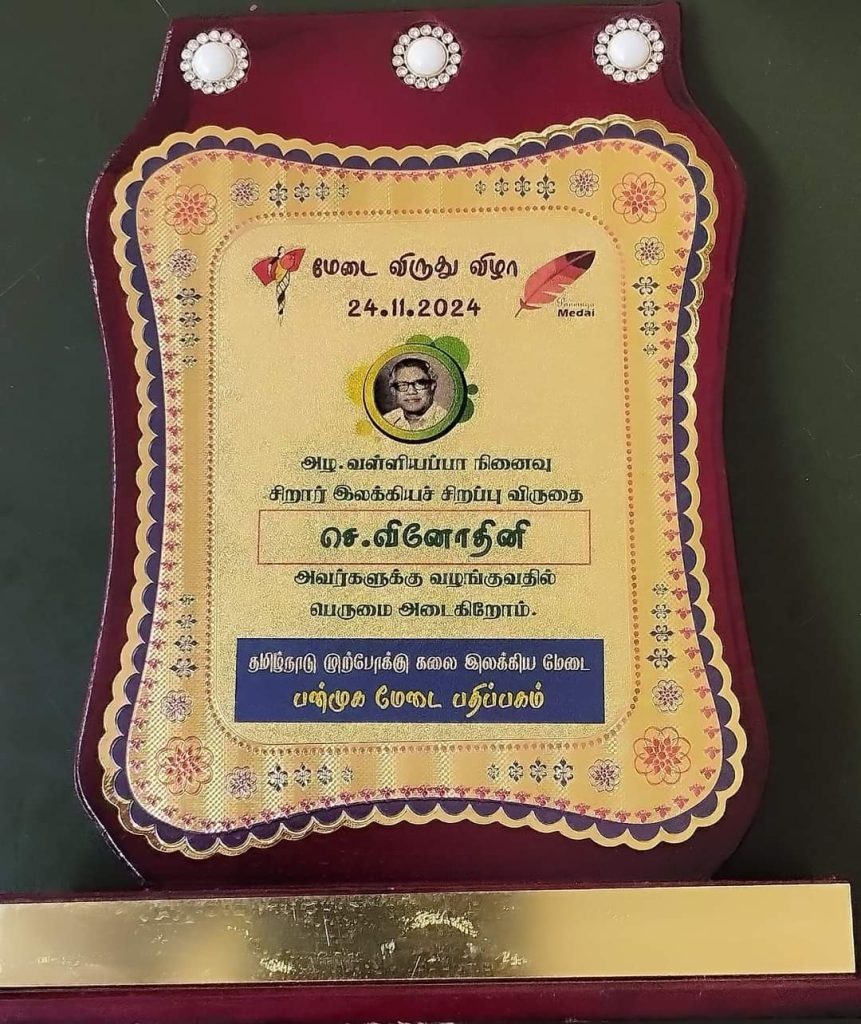 மேடை விருது விழா
24.11.2024
Panmuga
Medai
அழ.வள்ளியப்பா நினைவு
சிறார் இலக்கியச் சிறப்பு விருதை
செ.வினோதினி
அவர்களுக்கு வழங்குவதில்
பெருமை அடைகிறோம்.
தமிழ்நாடு முற்போக்கு கலை இலக்கிய மேடை
பன்முக மேடை பதிப்பகம்